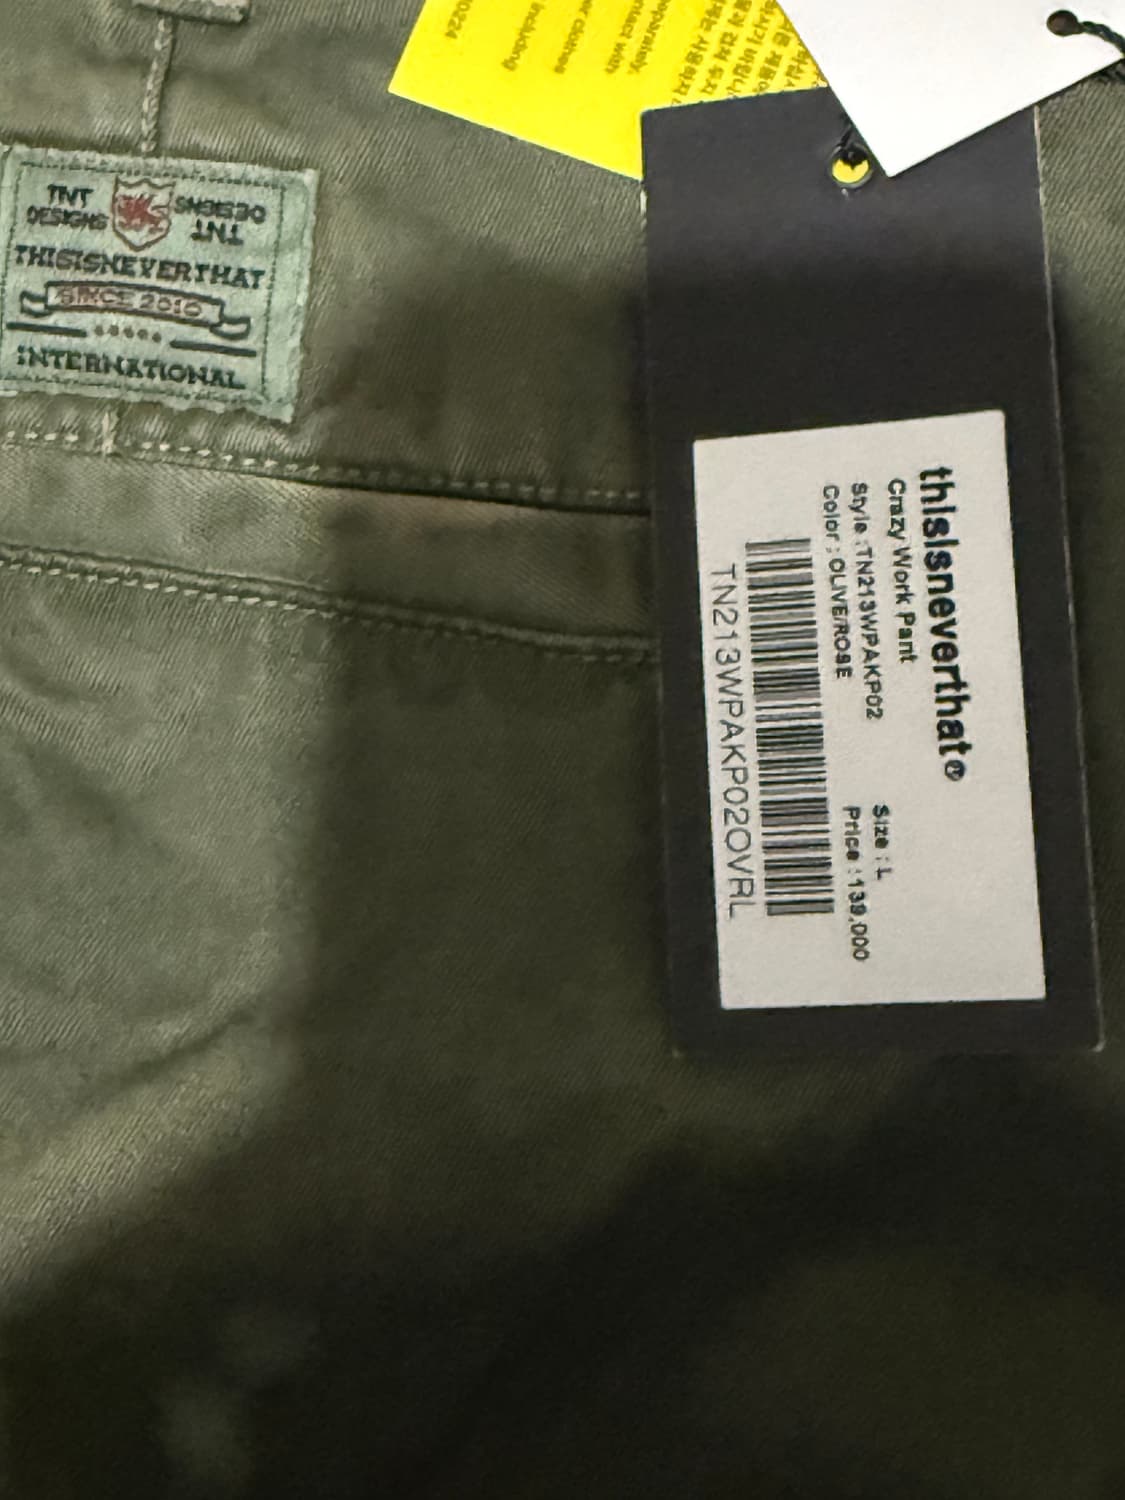 TNT
DESIGNS
DESIGNS
TNT
THISISNEVERTHAT
SINCE 2010
INTERNATIONAL
including
thisisneverthat®
Crazy Work Pant
Style : TN213WPAKP02 Size : L
Color : OLIVE/ROSE Price : 139,000
TN213WPAKP02OVRL